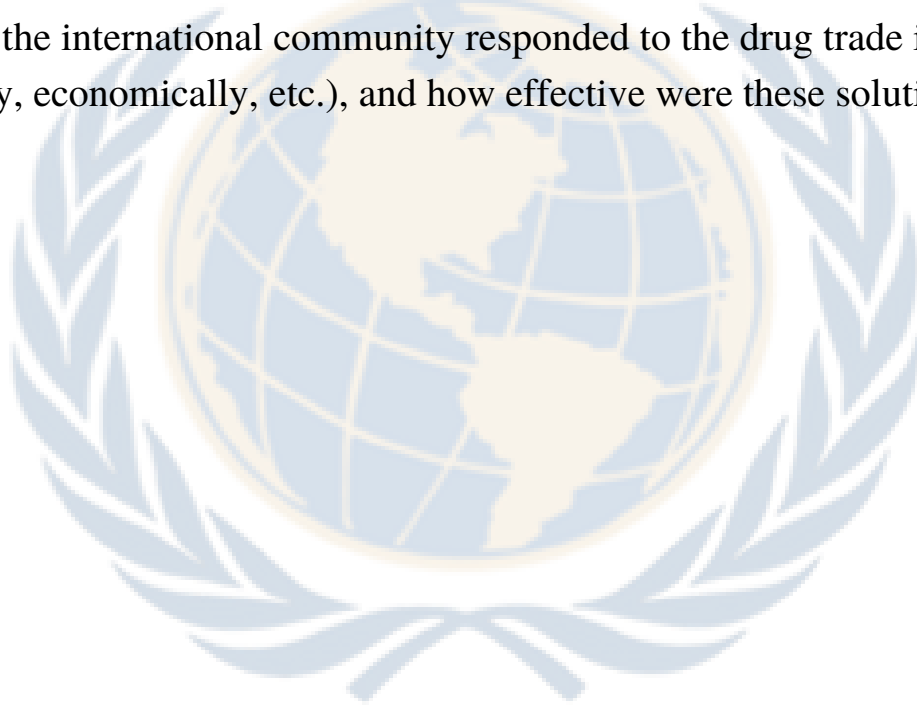 the international community responded to the drug trade i
y, economically, etc.), and how effective were these soluti